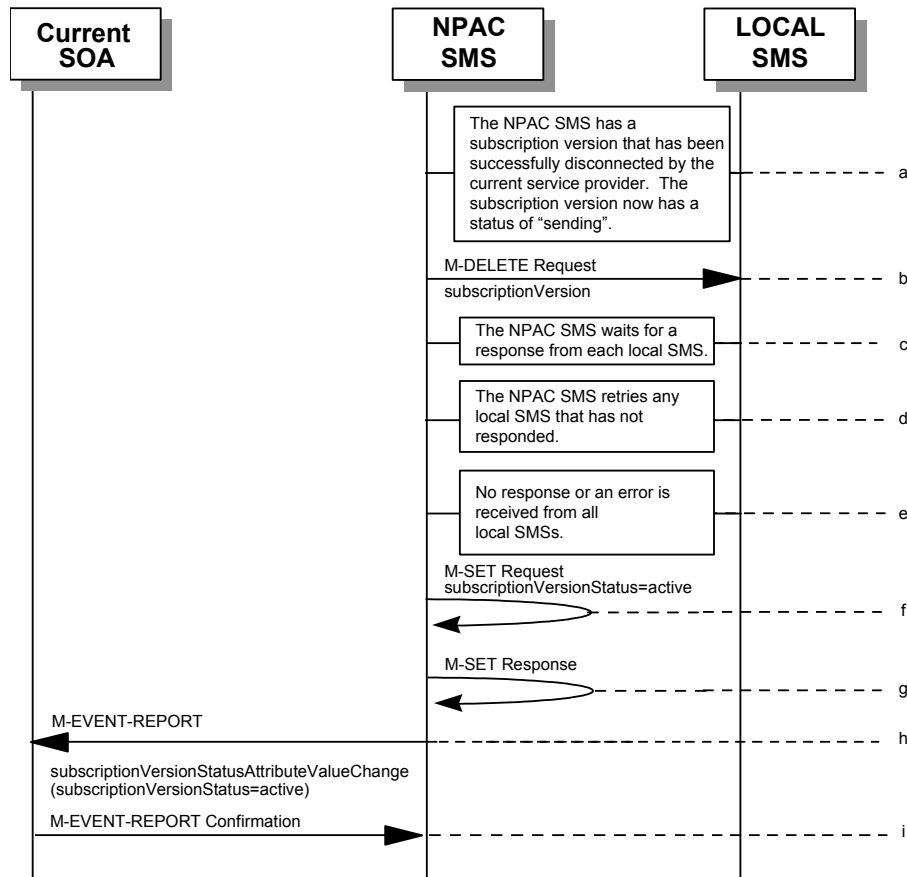 Current
SOA
NPAC
SMS
LOCAL
SMS
The NPAC SMS has a
subscription version that has been
successfully disconnected by the
current service provider. The
subscription version now has a
status of “sending”.
a
M-DELETE Request
subscriptionVersion
b
The NPAC SMS waits for a
response from each local SMS.
c
The NPAC SMS retries any
local SMS that has not
responded.
d
No response or an error is
received from all
local SMSs.
e
M-SET Request
subscriptionVersionStatus=active
f
M-SET Response
g
M-EVENT-REPORT
h
subscriptionVersionStatusAttributeValueChange
(subscriptionVersionStatus=active)
M-EVENT-REPORT Confirmation
i